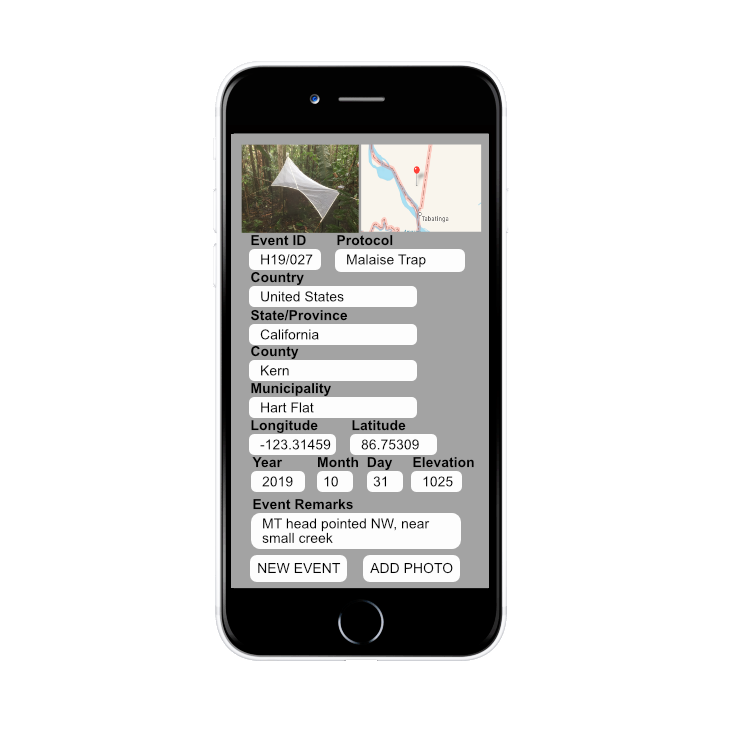 Tabatinga
Event ID Protocol
H19/027 Malaise Trap
Country
United States
State/Province
California
County
Kern
Municipality
Hart Flat
Longitude Latitude
-123.31459 86.75309
Year Month Day Elevation
2019 10 31 1025
Event Remarks
MT head pointed NW, near
small creek
NEW EVENT ADD PHOTO